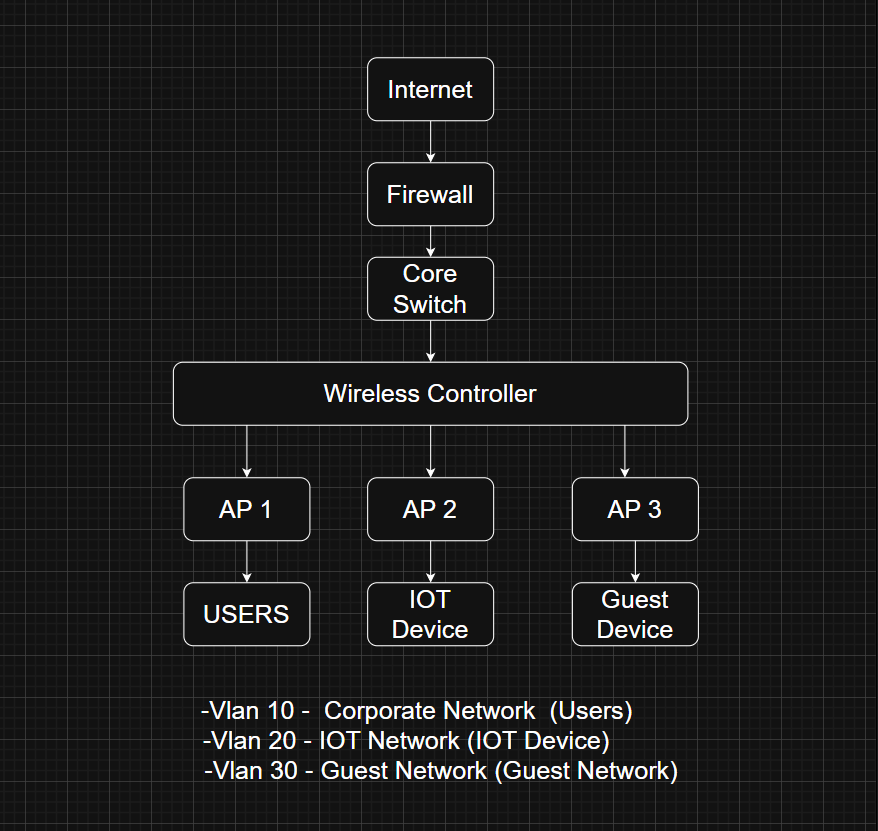 Internet
Firewall
Core
Switch
Wireless Controller
AP 1
AP 2
AP 3
USERS
IOT
Device
Guest
Device
-Vlan 10 -  Corporate Network  (Users)
-Vlan 20 - IOT Network (IOT Device)
-Vlan 30 - Guest Network (Guest Network)